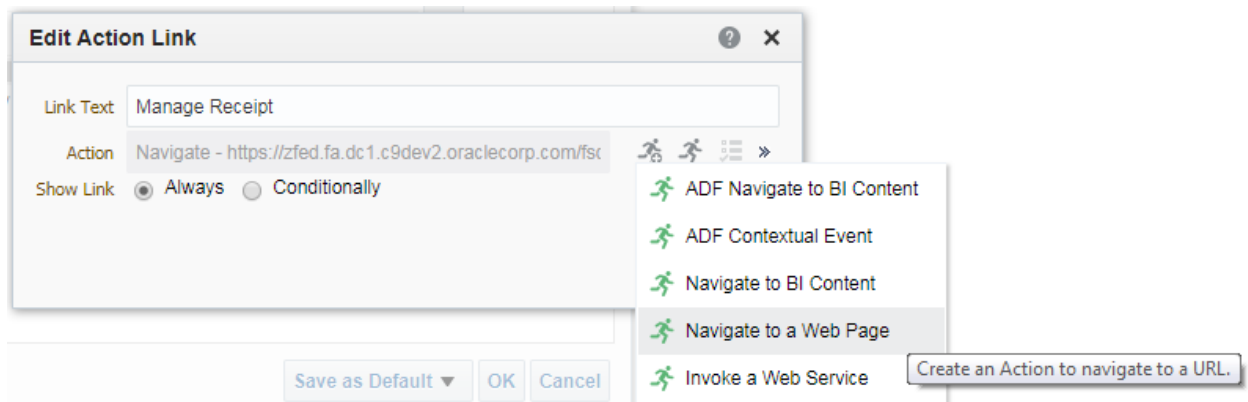 Edit Action Link
Link Text Manage Receipt
Action Navigate - https://zfed.fa.dc1.c9dev2.oraclecorp.com/fsc
Show Link Always Conditionally
ADF Navigate to BI Content
ADF Contextual Event
Navigate to BI Content
Navigate to a Web Page
Create an Action to navigate to a URL.
Invoke a Web Service
Save as Default OK Cancel